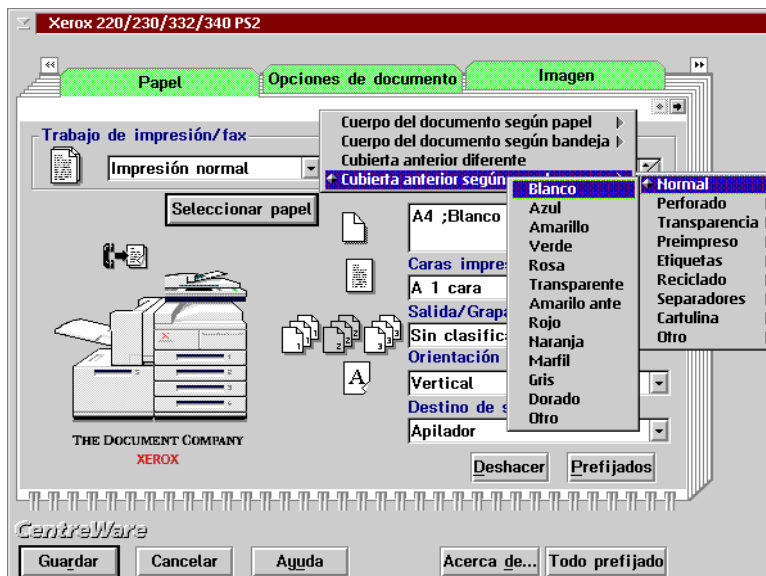 Xerox 220/230/332/340 PS2
Papel
Opciones de documento
Imagen
Trabajo de impresión/fax
Impresión normal
Cuerpo del documento según papel
Cuerpo del documento según bandeja
Cubierta anterior diferente
Cubierta anterior según
Blanco
Azul
Amarillo
Verde
Rosa
Transparente
Amarilo ante
Rojo
Naranja
Marfil
Gris
Dorado
Otro
Normal
Perforado
Transparencia
Preimpreso
Etiquetas
Reciclado
Separadores
Cartulina
Otro
Seleccionar papel
A4 ;Blanco
Caras impre
A 1 cara
Salida/Grapa
Sin clasific
Orientación
Vertical
Destino de s
Apilador
THE DOCUMENT COMPANY
XEROX
Deshacer
Prefijados
CentreWare
Guardar
Cancelar
Ayuda
Acerca de...
Todo prefijado